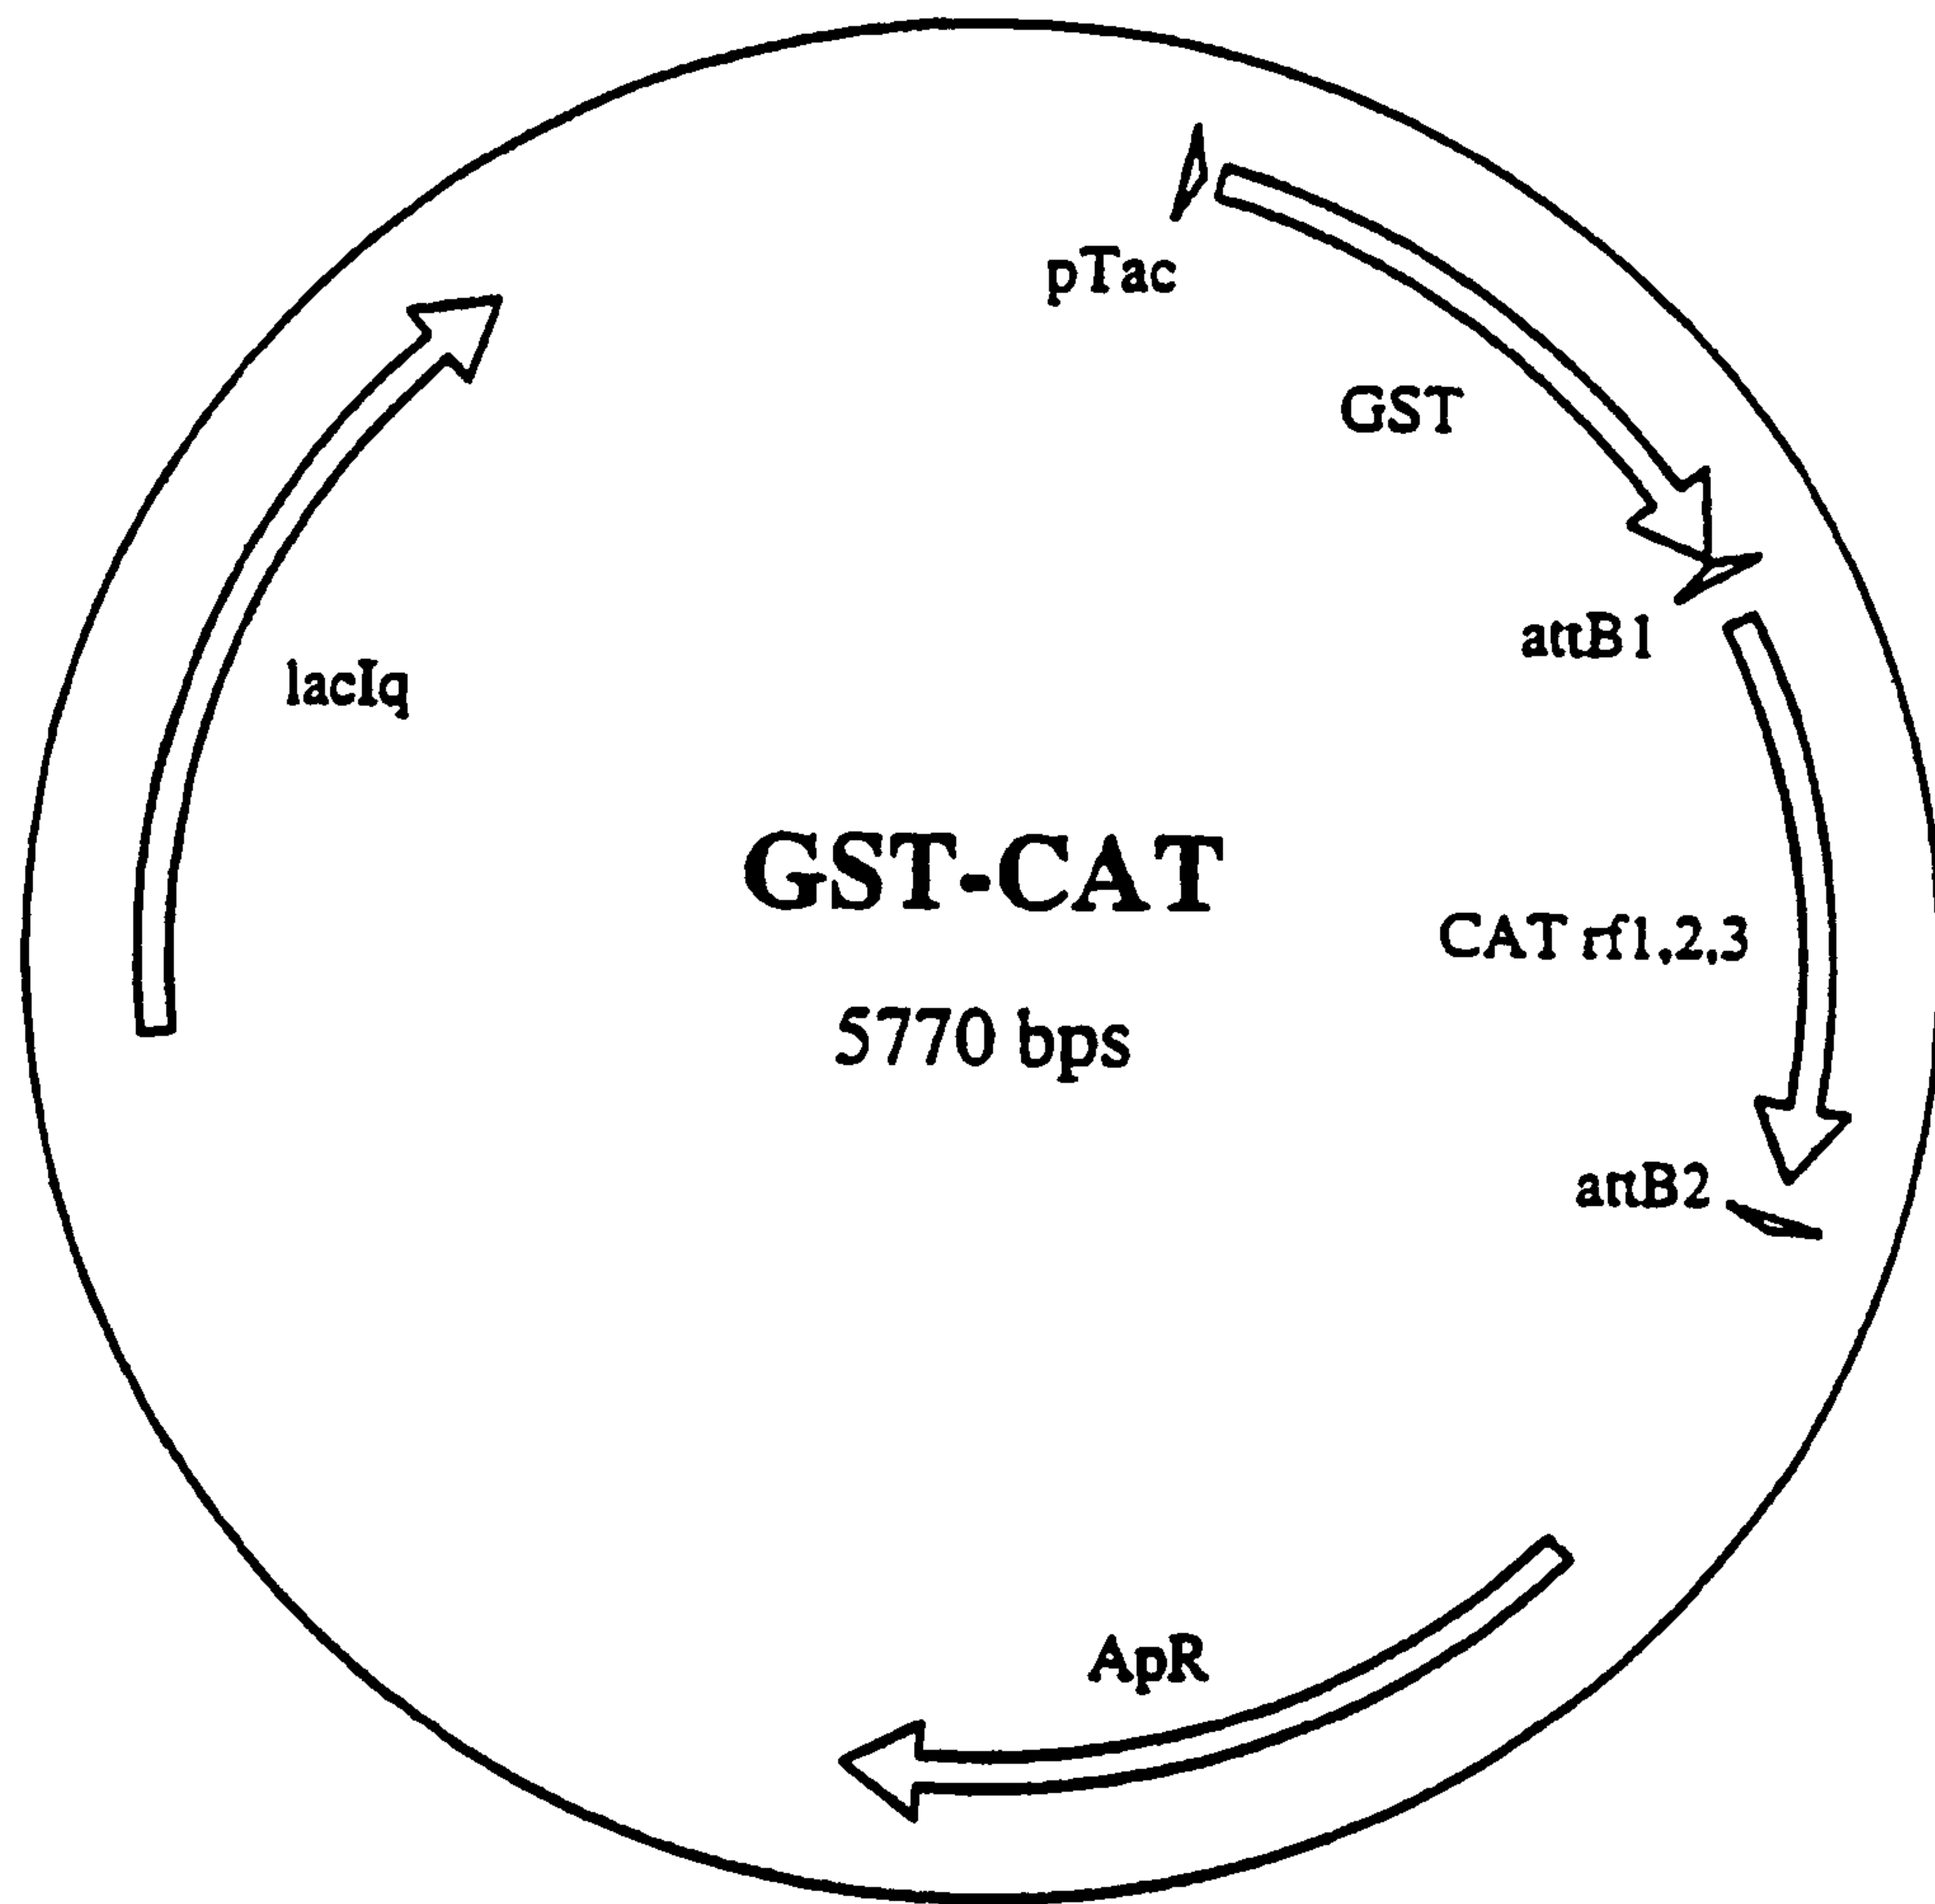 pTac
GST
attB1
lacIq
GST-CAT
CAT rf1,2,3
5770 bps
attB2
ApR